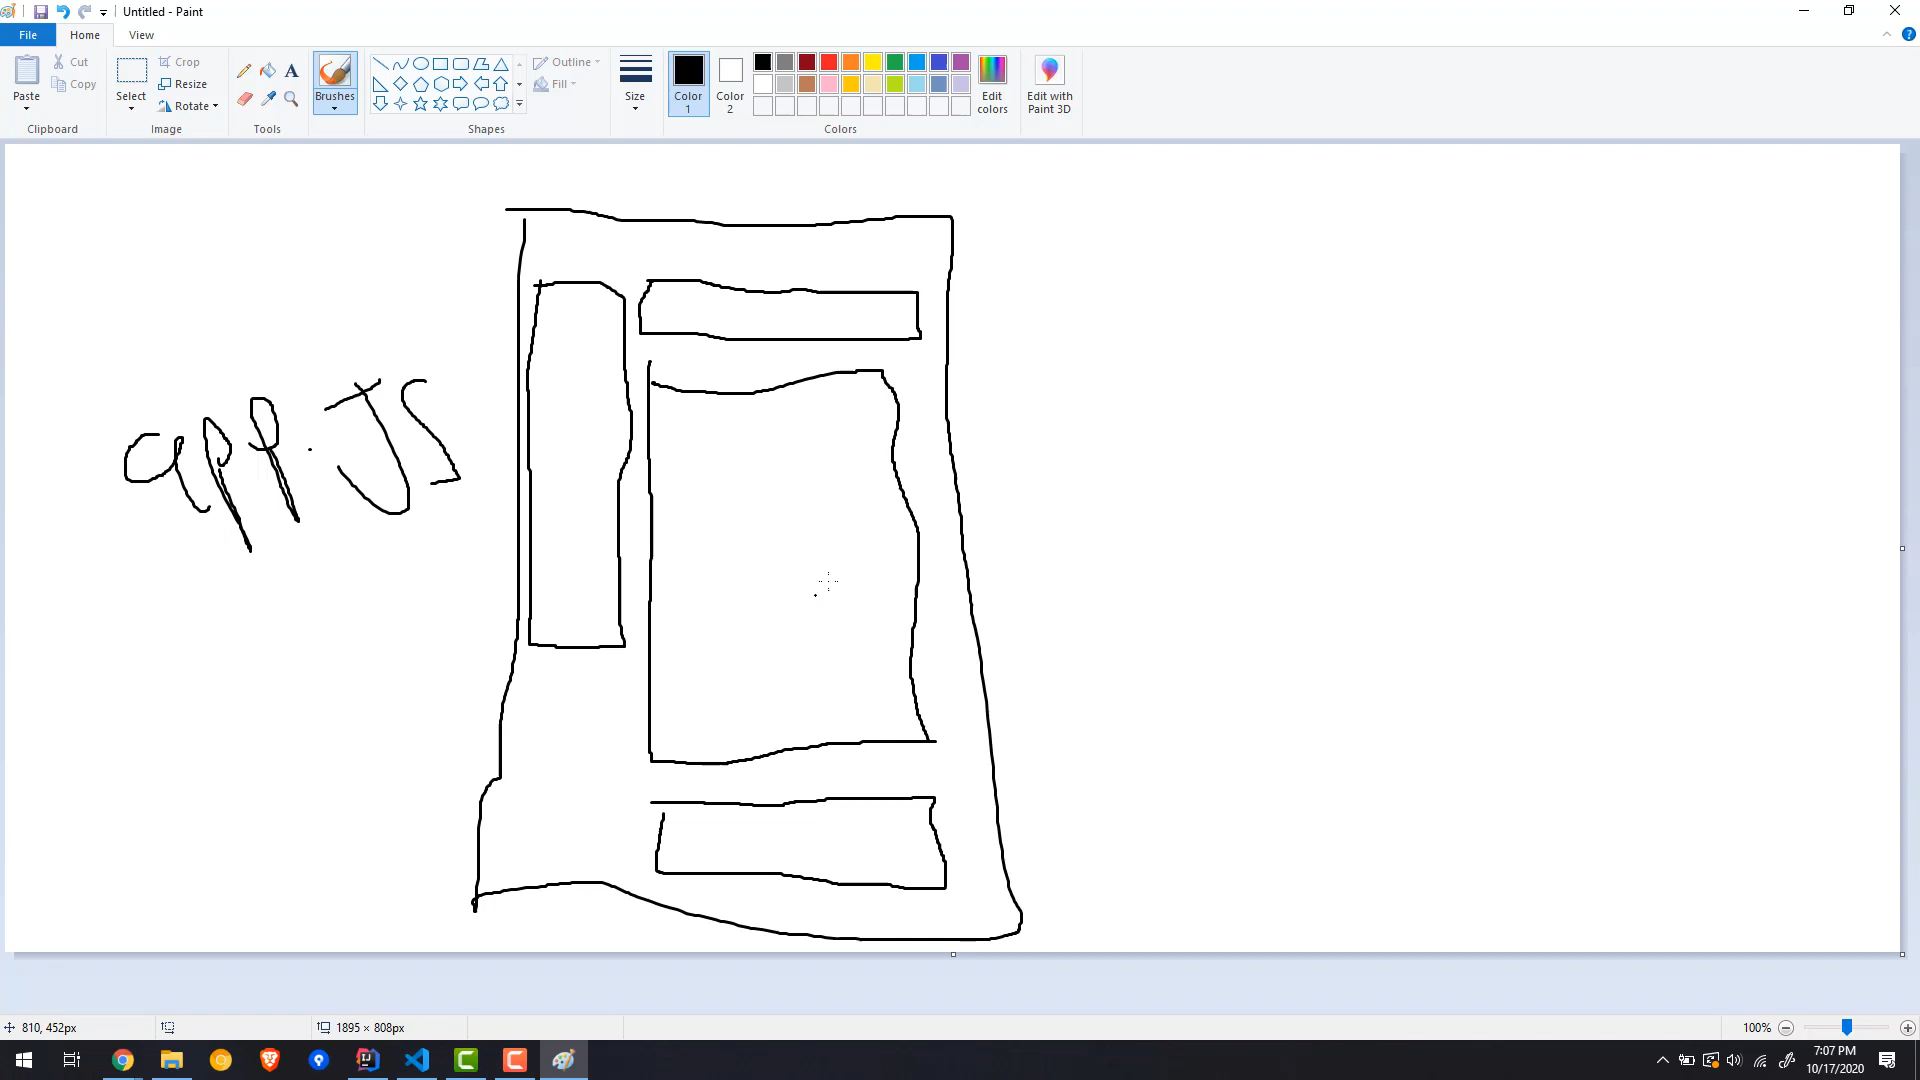 Untitled - Paint
File Home View
Paste
Cut
Copy
Clipboard
Select
Crop
Resize
Rotate
Image
A
Tools
Brushes
Outline
Fill
Shapes
Size
Color 1
Color 2
Edit colors
Colors
Edit with Paint 3D
app.JS
810, 452px
1895 × 808px
100%
7:07 PM
10/17/2020